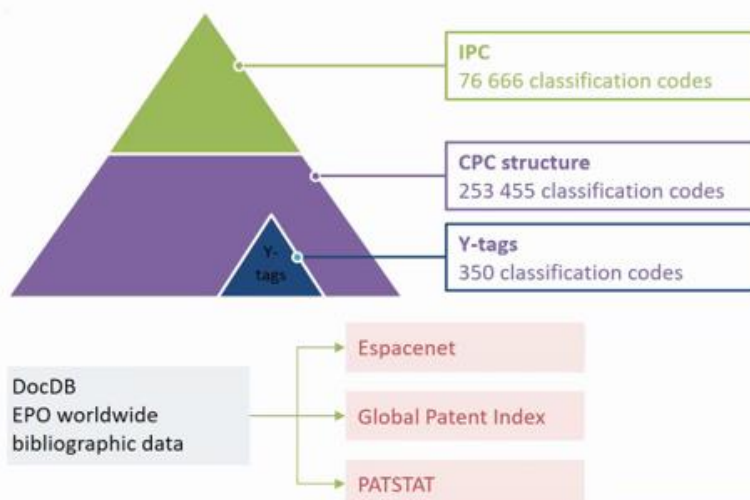 IPC
76 666 classification codes
CPC structure
253 455 classification codes
Y-tags
350 classification codes
Y-
tags
DocDB
EPO worldwide
bibliographic data
Espacenet
Global Patent Index
PATSTAT